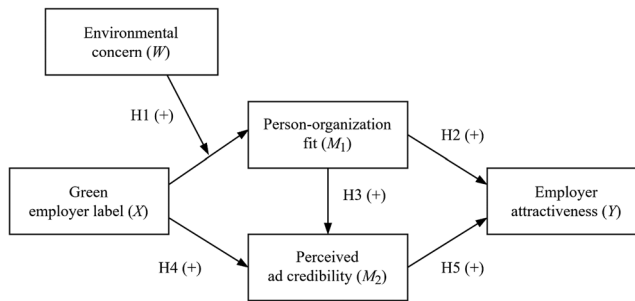 Environmental
concern (W)
H1 (+)
Person-organization
fit (M1)
H2 (+)
Green
employer label (X)
H3 (+)
Employer
attractiveness (Y)
H4 (+)
Perceived
ad credibility (M2)
H5 (+)